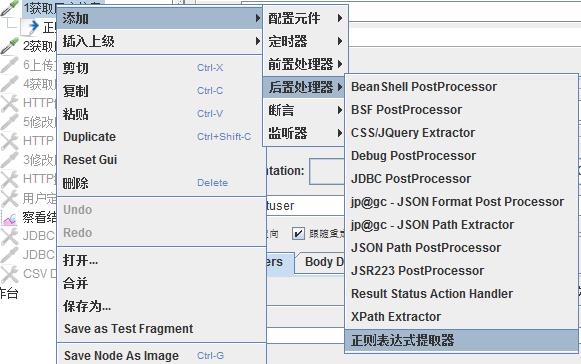 1获取
正则
2获取
6上传
4获取
HTTP
5修改
HTTP
3修改
HTTP
用户定
察看结
JDBC
JDBC
CSV D
作台
添加
插入上级
剪切 Ctrl-X
复制 Ctrl-C
粘贴 Ctrl-V
Duplicate Ctrl+Shift-C
Reset Gui
删除 Delete
Undo
Redo
打开...
合并
保存为...
Save as Test Fragment
Save Node As Image Ctrl-G
配置元件
定时器
前置处理器
后置处理器
断言
监听器
BeanShell PostProcessor
BSF PostProcessor
CSS/JQuery Extractor
Debug PostProcessor
JDBC PostProcessor
jp@gc - JSON Format Post Processor
jp@gc - JSON Path Extractor
JSON Path PostProcessor
JSR223 PostProcessor
Result Status Action Handler
XPath Extractor
正则表达式提取器
ntation:
tuser
跟随重定
ers
Body D